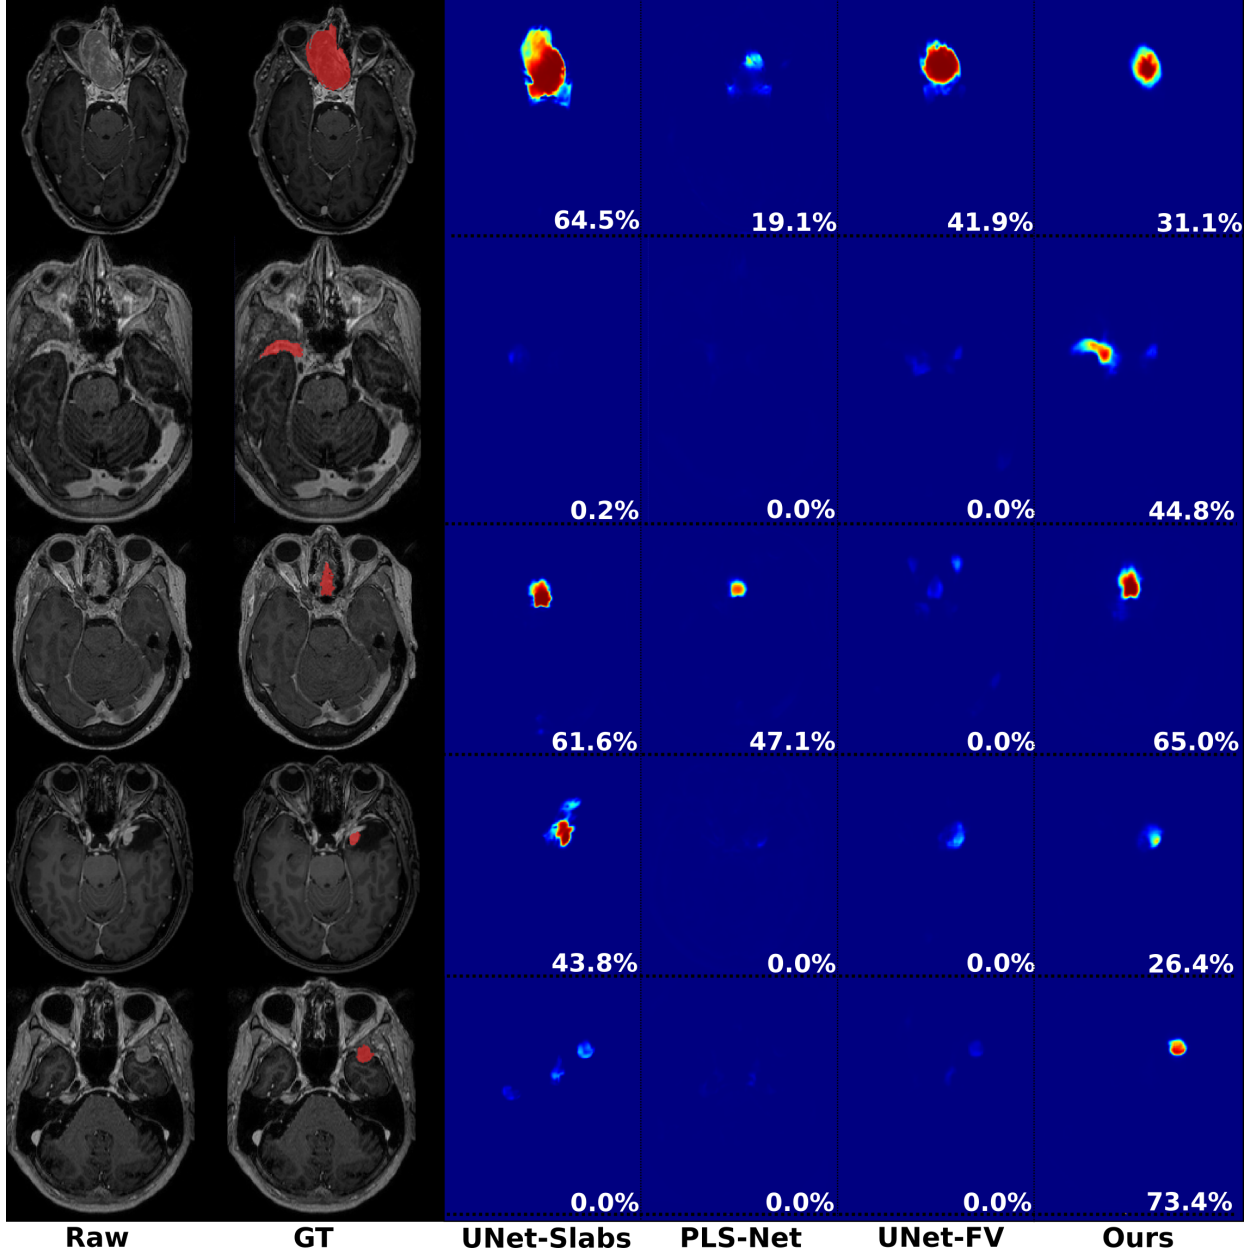 64.5% 19.1% 41.9% 31.1%
0.2% 0.0% 0.0% 44.8%
61.6% 47.1% 0.0% 65.0%
43.8% 0.0% 0.0% 26.4%
0.0% 0.0% 0.0% 73.4%
Raw GT UNet-Slabs PLS-Net UNet-FV Ours